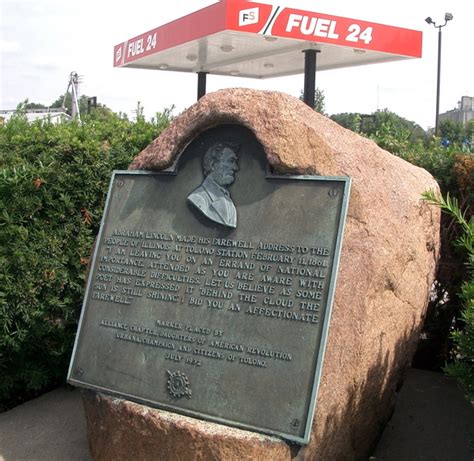 FS FUEL 24
FUEL 24
ABRAHAM LINCOLN MADE HIS FAREWELL ADDRESS TO THE
PEOPLE OF ILLINOIS AT TOLONO STATION FEBRUARY 11, 1861.
"I AM LEAVING YOU ON AN ERRAND OF NATIONAL
IMPORTANCE, ATTENDED AS YOU ARE AWARE WITH
CONSIDERABLE DIFFICULTIES. LET US BELIEVE AS SOME
POET HAS EXPRESSED IT 'BEHIND THE CLOUD THE
SUN IS STILL SHINING'. I BID YOU AN AFFECTIONATE
FAREWELL."
MARKER PLACED BY
ALLIANCE CHAPTER DAUGHTERS OF AMERICAN REVOLUTION
URBANA, CHAMPAIGN AND CITIZENS OF TOLONO.
JULY 1932